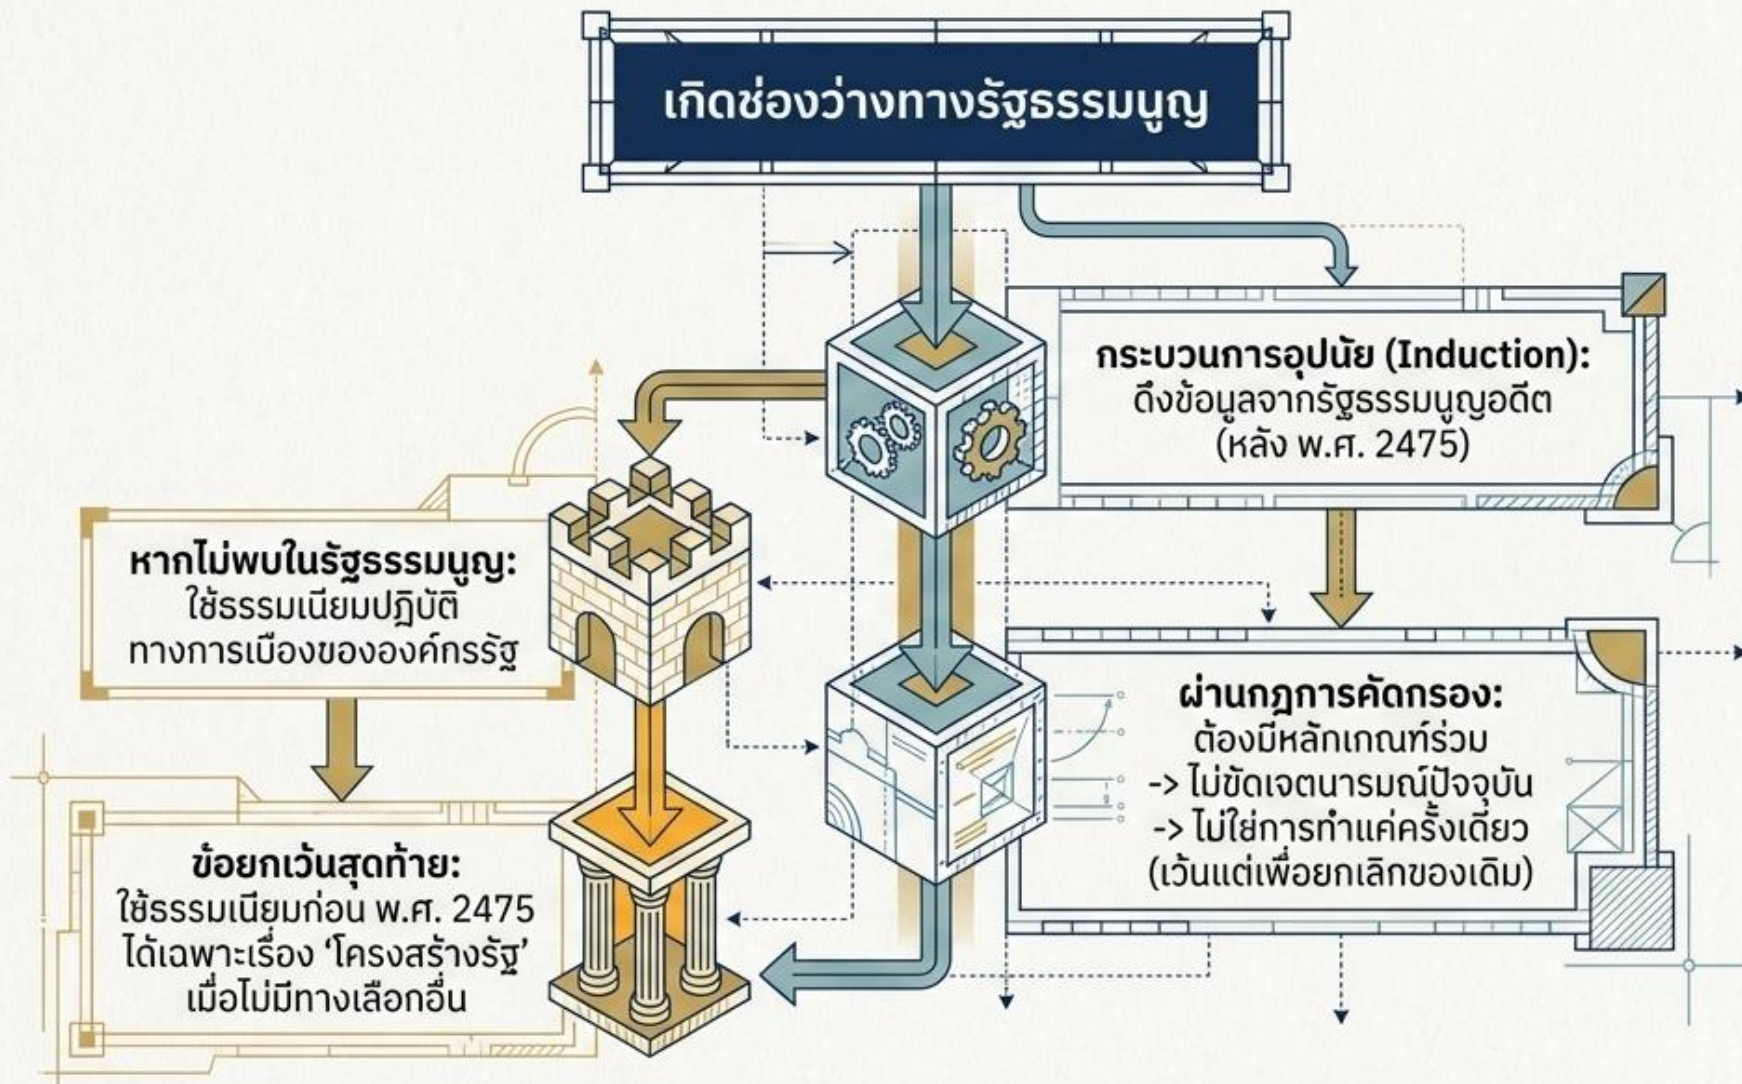 เกิดช่องว่างทางรัฐธรรมนูญ
กระบวนการอุปนัย (Induction):
ดึงข้อมูลจากรัฐธรรมนูญอดีต
(หลัง พ.ศ. 2475)
ผ่านกฎการคัดกรอง:
ต้องมีหลักเกณฑ์ร่วม
-> ไม่ขัดเจตนารมณ์ปัจจุบัน
-> ไม่ใช่การทำแค่ครั้งเดียว
(เว้นแต่เพื่อยกเลิกของเดิม)
หากไม่พบในรัฐธรรมนูญ:
ใช้ธรรมเนียมปฏิบัติ
ทางการเมืองขององค์กรรัฐ
ข้อยกเว้นสุดท้าย:
ใช้ธรรมเนียมก่อน พ.ศ. 2475
ได้เฉพาะเรื่อง ‘โครงสร้างรัฐ’
เมื่อไม่มีทางเลือกอื่น